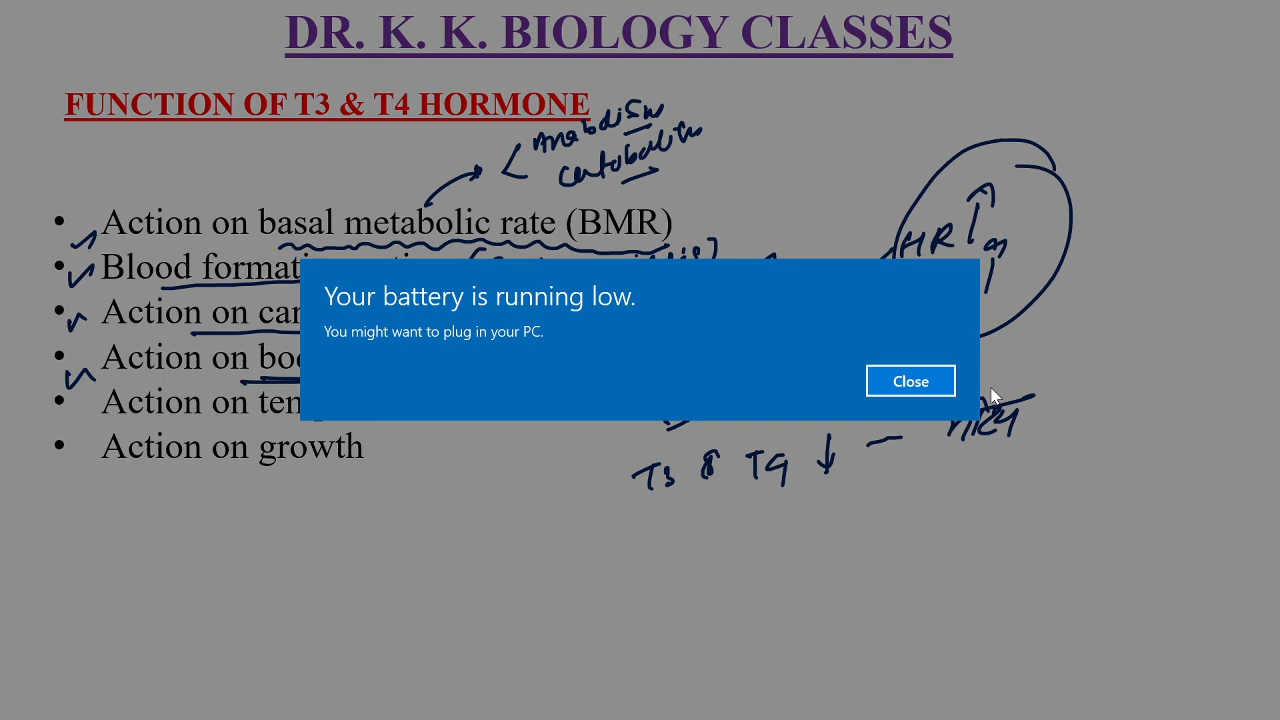 DR. K. K. BIOLOGY CLASSES
FUNCTION OF T3 & T4 HORMONE
Anabolism
Catabolism
• Action on basal metabolic rate (BMR)
HR ↑
• Blood formati
• Action on car
• Action on bod
• Action on tem
• Action on growth
Your battery is running low.
You might want to plug in your PC.
Close
T3 & T4 ↓ —